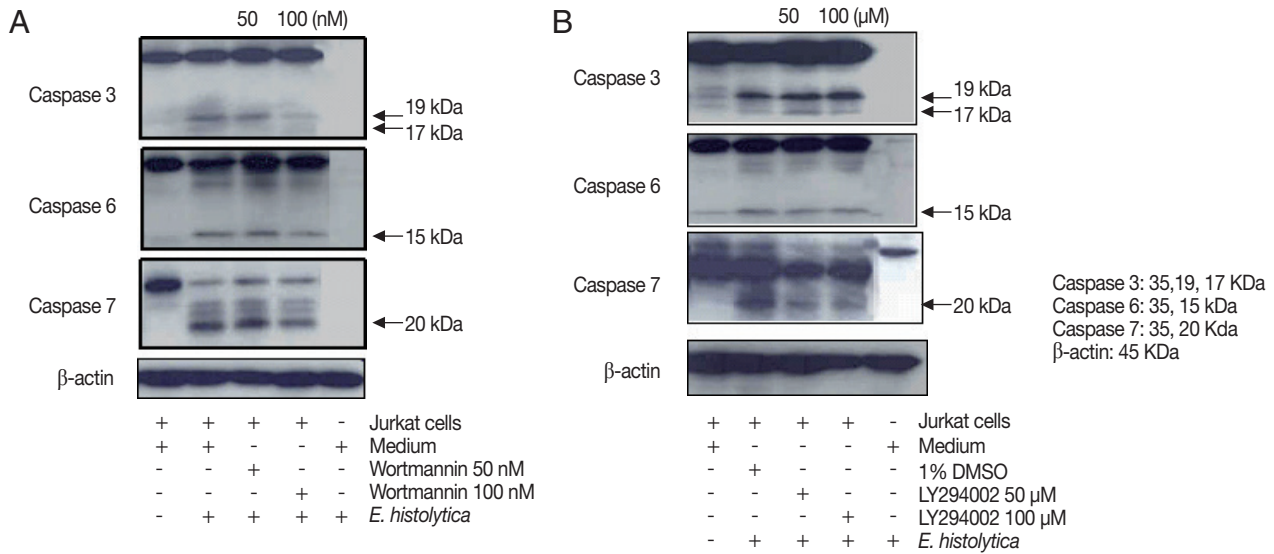 A
50 100 (nM)
Caspase 3
19 kDa
17 kDa
Caspase 6
15 kDa
Caspase 7
20 kDa
β-actin
+ + + + - Jurkat cells
+ + - - + Medium
- - + - - Wortmannin 50 nM
- - - + - Wortmannin 100 nM
- + + + + E. histolytica
B
50 100 (μM)
Caspase 3
19 kDa
17 kDa
Caspase 6
15 kDa
Caspase 7
20 kDa
β-actin
+ + + + - Jurkat cells
+ - - - + Medium
- + - - - 1% DMSO
- - + - - LY294002 50 μM
- - - + - LY294002 100 μM
- + + + + E. histolytica
Caspase 3: 35,19, 17 KDa
Caspase 6: 35, 15 kDa
Caspase 7: 35, 20 Kda
β-actin: 45 KDa